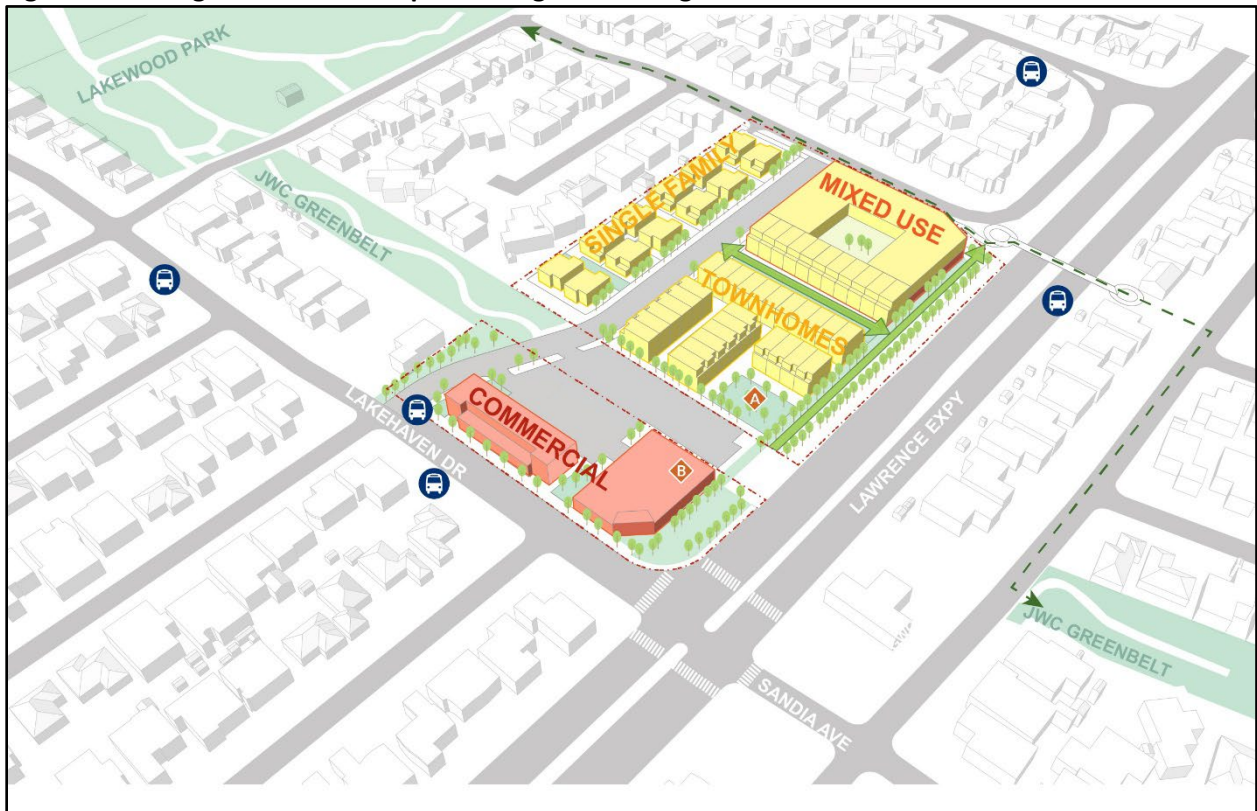 LAKEWOOD PARK
JWC GREENBELT
SINGLE FAMILY
MIXED USE
TOWNHOMES
A
COMMERCIAL
B
LAKEHAVEN DR
LAWRENCE EXPY
JWC GREENBELT
SANDIA AVE